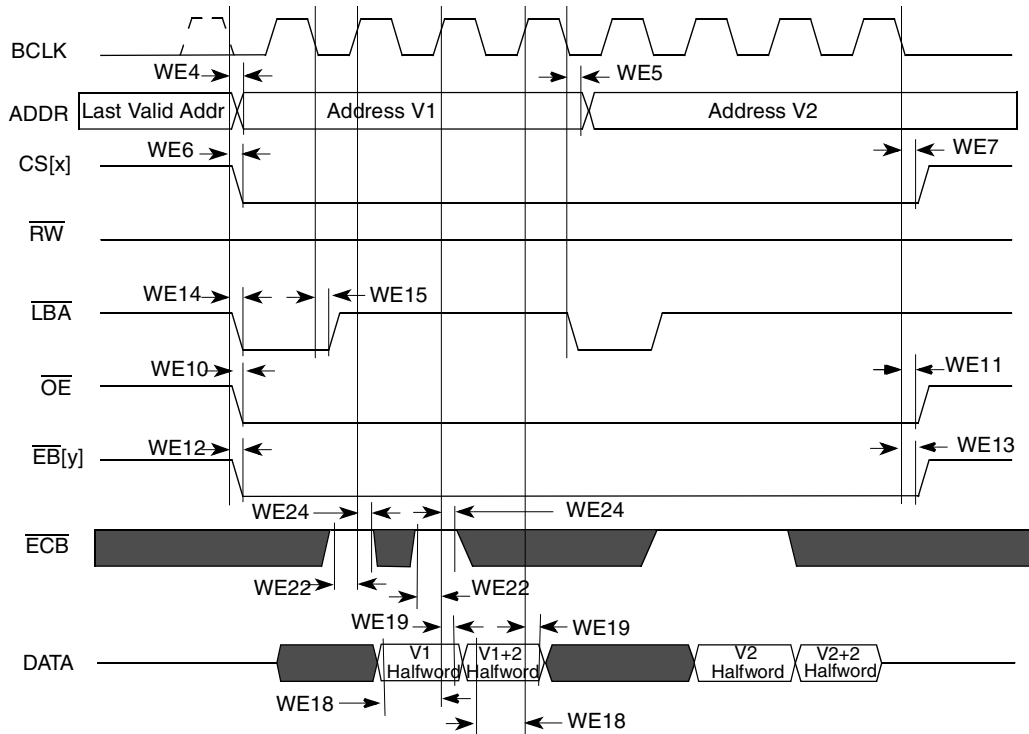 BCLK
WE4
WE5
ADDR
Last Valid Addr
Address V1
Address V2
WE6
WE7
CS[x]
RW
WE14
WE15
LBA
WE10
WE11
OE
WE12
WE13
EB[y]
WE24
WE24
ECB
WE22
WE22
WE19
WE19
DATA
V1
Halfword
V1+2
Halfword
V2
Halfword
V2+2
Halfword
WE18
WE18